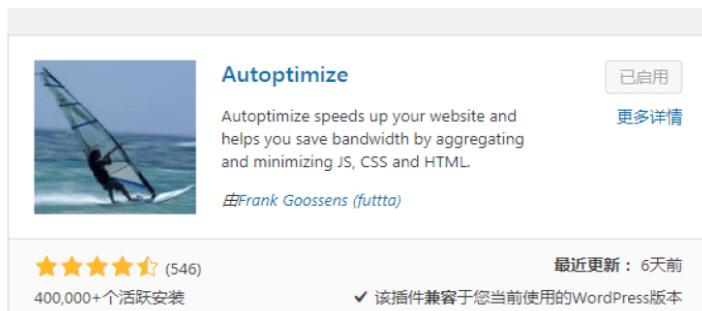 Autoptimize
已启用
Autoptimize speeds up your website and
更多详情
helps you save bandwidth by aggregating
and minimizing JS, CSS and HTML.
由Frank Goossens (futtta)
(546)
最近更新： 6天前
400,000+个活跃安装
✔ 该插件兼容于您当前使用的WordPress版本